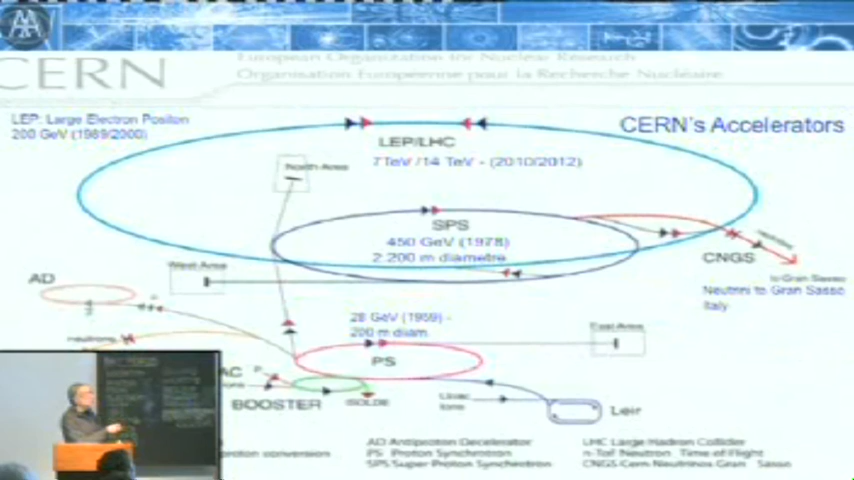 CERN
European Organization for Nuclear Research
Organisation Européenne pour la Recherche Nucléaire
LEP: Large Electron Positon
200 GeV (1989/2000)
CERN's Accelerators
LEP/LHC
7TeV /14 TeV - (2010/2012)
North Area
SPS
450 GeV (1978)
2 200 m diametre
CNGS
to Gran Sasso
Neutrini to Gran Sasso
Italy
West Area
AD
28 GeV (1959) -
200 m diam.
East Area
neutrons
PS
BOOSTER
ISOLDE
Linac
ions
Leir
proton conversion
AD Antiproton Decelerator
PS Proton Synchrotron
SPS Super Proton Synchrotron
LHC Large Hadron Collider
n-ToF Neutron Time of Flight
CNGS Cern Neutrinos Gran Sasso